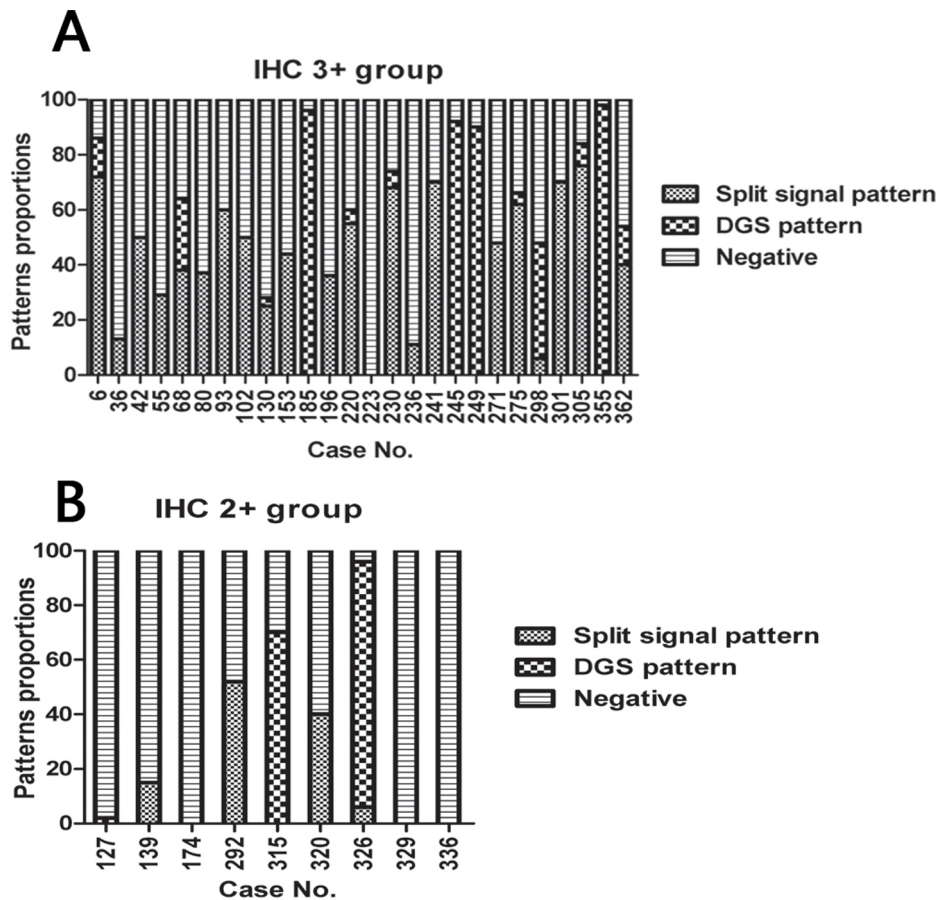 A
IHC 3+ group
100
80
60
40
20
0
Patterns proportions
6 36 42 55 68 80 93 102 130 153 185 196 220 223 230 236 241 245 249 271 275 298 301 305 355 362
Case No.
Split signal pattern
DGS pattern
Negative
B
IHC 2+ group
100
80
60
40
20
0
Patterns proportions
127 139 174 292 315 320 326 329 336
Case No.
Split signal pattern
DGS pattern
Negative